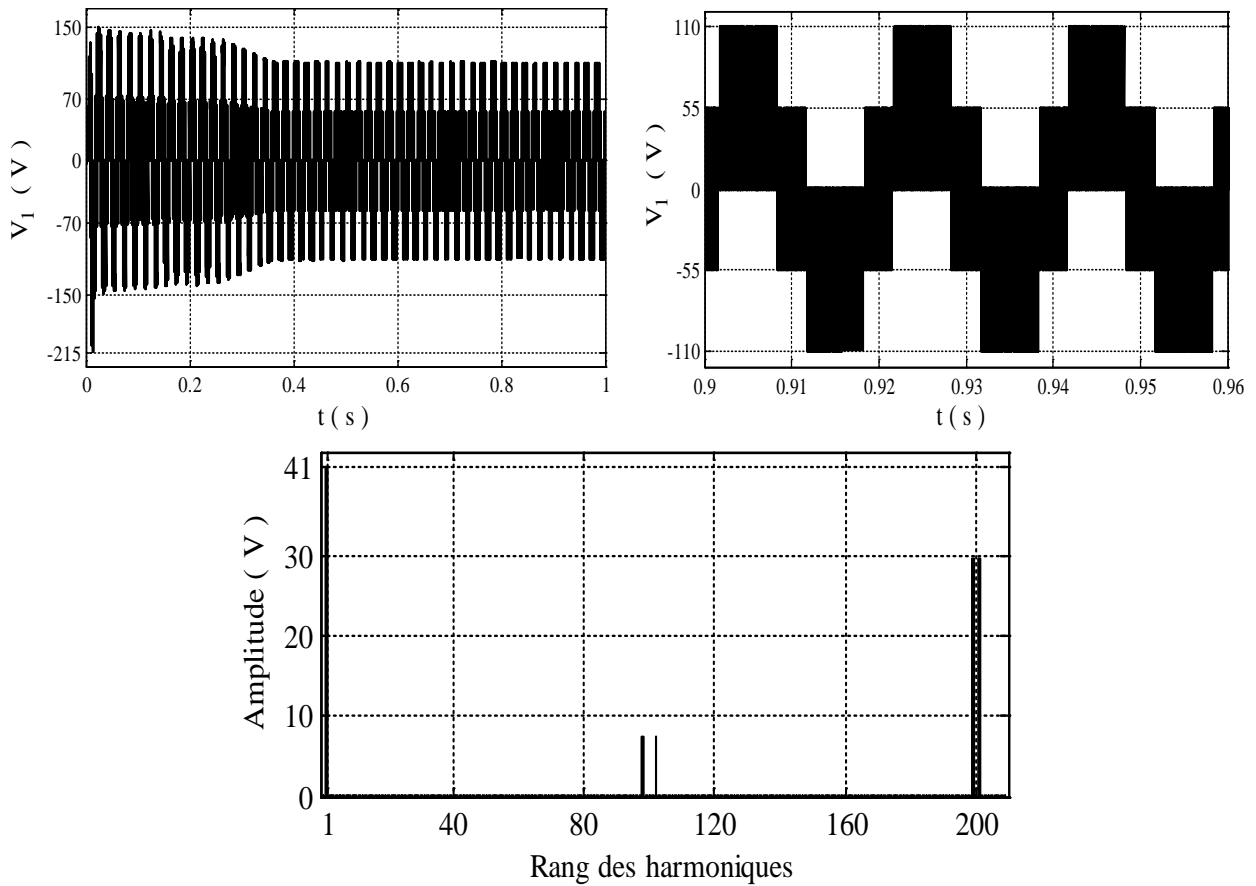 150
70
0
-70
-150
-215
V1 ( V )
0 0.2 0.4 0.6 0.8 1
t ( s )
110
55
0
-55
-110
V1 ( V )
0.9 0.91 0.92 0.93 0.94 0.95 0.96
t ( s )
41
30
20
10
0
Amplitude ( V )
1 40 80 120 160 200
Rang des harmoniques